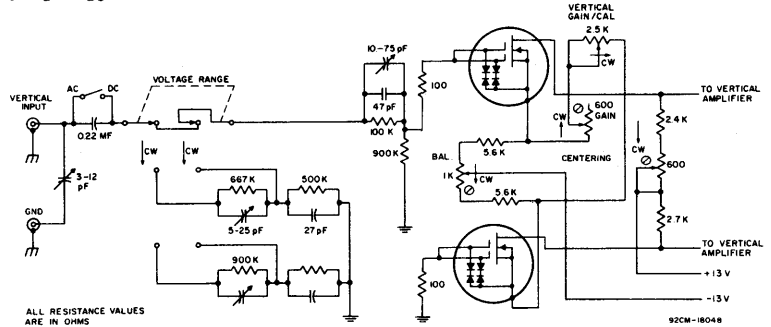 VERTICAL
GAIN/CAL
2.5 K
CW
10-75 pF
AC
DC
VOLTAGE RANGE
VERTICAL
INPUT
0.22 MF
47 pF
100 K
100
900 K
600
GAIN
CW
TO VERTICAL
AMPLIFIER
2.4 K
3-12
pF
CW
CW
5.6 K
BAL.
1K
CW
CENTERING
CW
600
667 K
500 K
5-25 pF
27 pF
5.6 K
2.7 K
GND
900 K
100
TO VERTICAL
AMPLIFIER
+13 V
-13V
ALL RESISTANCE VALUES
ARE IN OHMS
92CM-18048